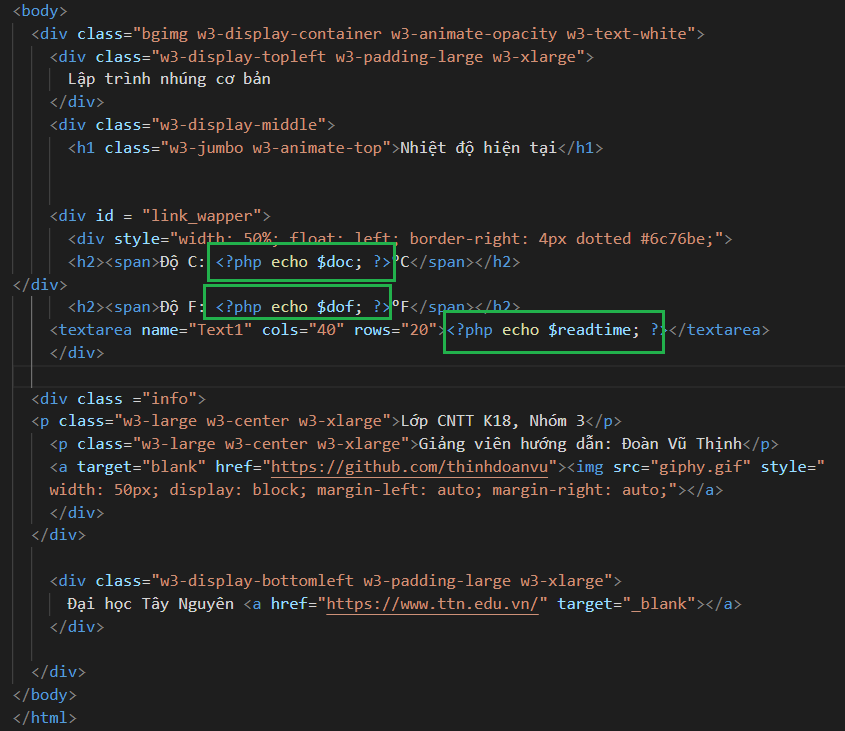 <body>
<div class="bgimg w3-display-container w3-animate-opacity w3-text-white">
<div class="w3-display-topleft w3-padding-large w3-xlarge">
Lập trình nhúng cơ bản
</div>
<div class="w3-display-middle">
<h1 class="w3-jumbo w3-animate-top">Nhiệt độ hiện tại</h1>
<div id = "link_wapper">
<div style="width: 50%; float: left; border-right: 4px dotted #6c76be;">
<h2><span>Độ C: <?php echo $doc; ?>°C</span></h2>
</div>
<h2><span>Độ F: <?php echo $dof; ?>°F</span></h2>
<textarea name="Text1" cols="40" rows="20"><?php echo $readtime; ?></textarea>
</div>
<div class ="info">
<p class="w3-large w3-center w3-xlarge">Lớp CNTT K18, Nhóm 3</p>
<p class="w3-large w3-center w3-xlarge">Giảng viên hướng dẫn: Đoàn Vũ Thịnh</p>
<a target="blank" href="https://github.com/thinhdoanvu"><img src="giphy.gif" style="
width: 50px; display: block; margin-left: auto; margin-right: auto;"></a>
</div>
</div>
<div class="w3-display-bottomleft w3-padding-large w3-xlarge">
Đại học Tây Nguyên <a href="https://www.ttn.edu.vn/" target="_blank"></a>
</div>
</div>
</body>
</html>